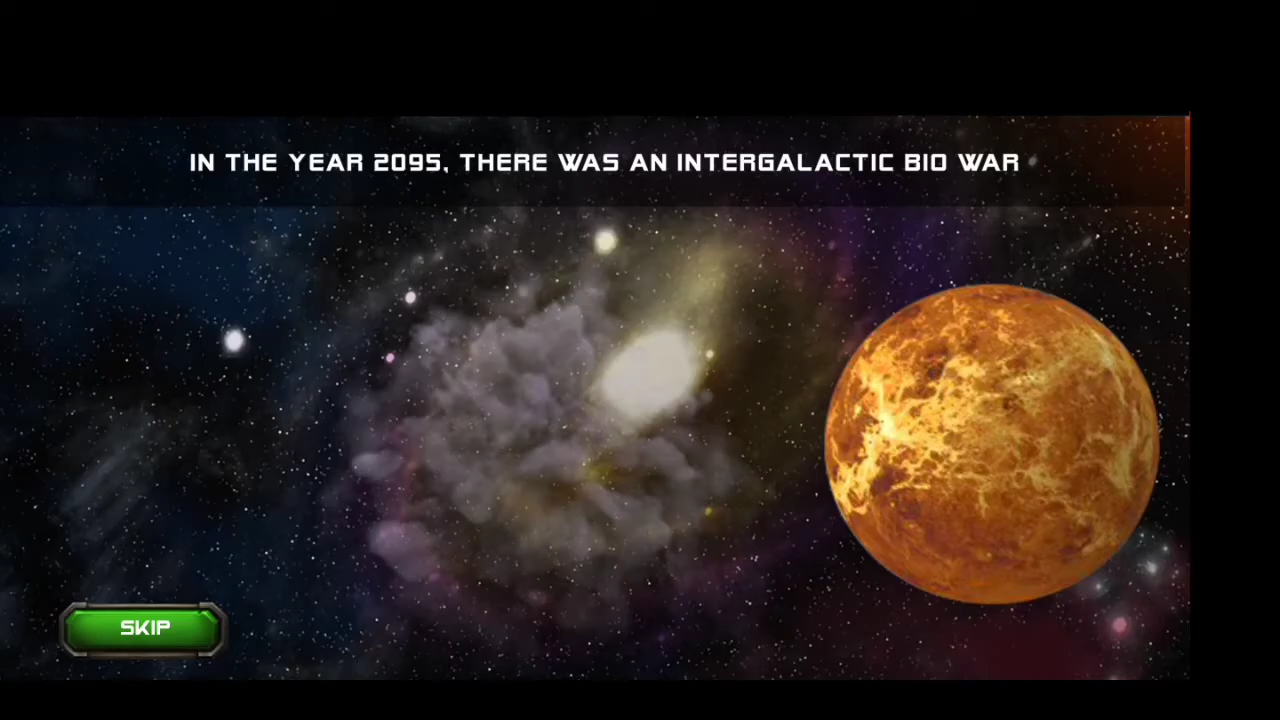 IN THE YEAR 2095, THERE WAS AN INTERGALACTIC BIO WAR
SKIP